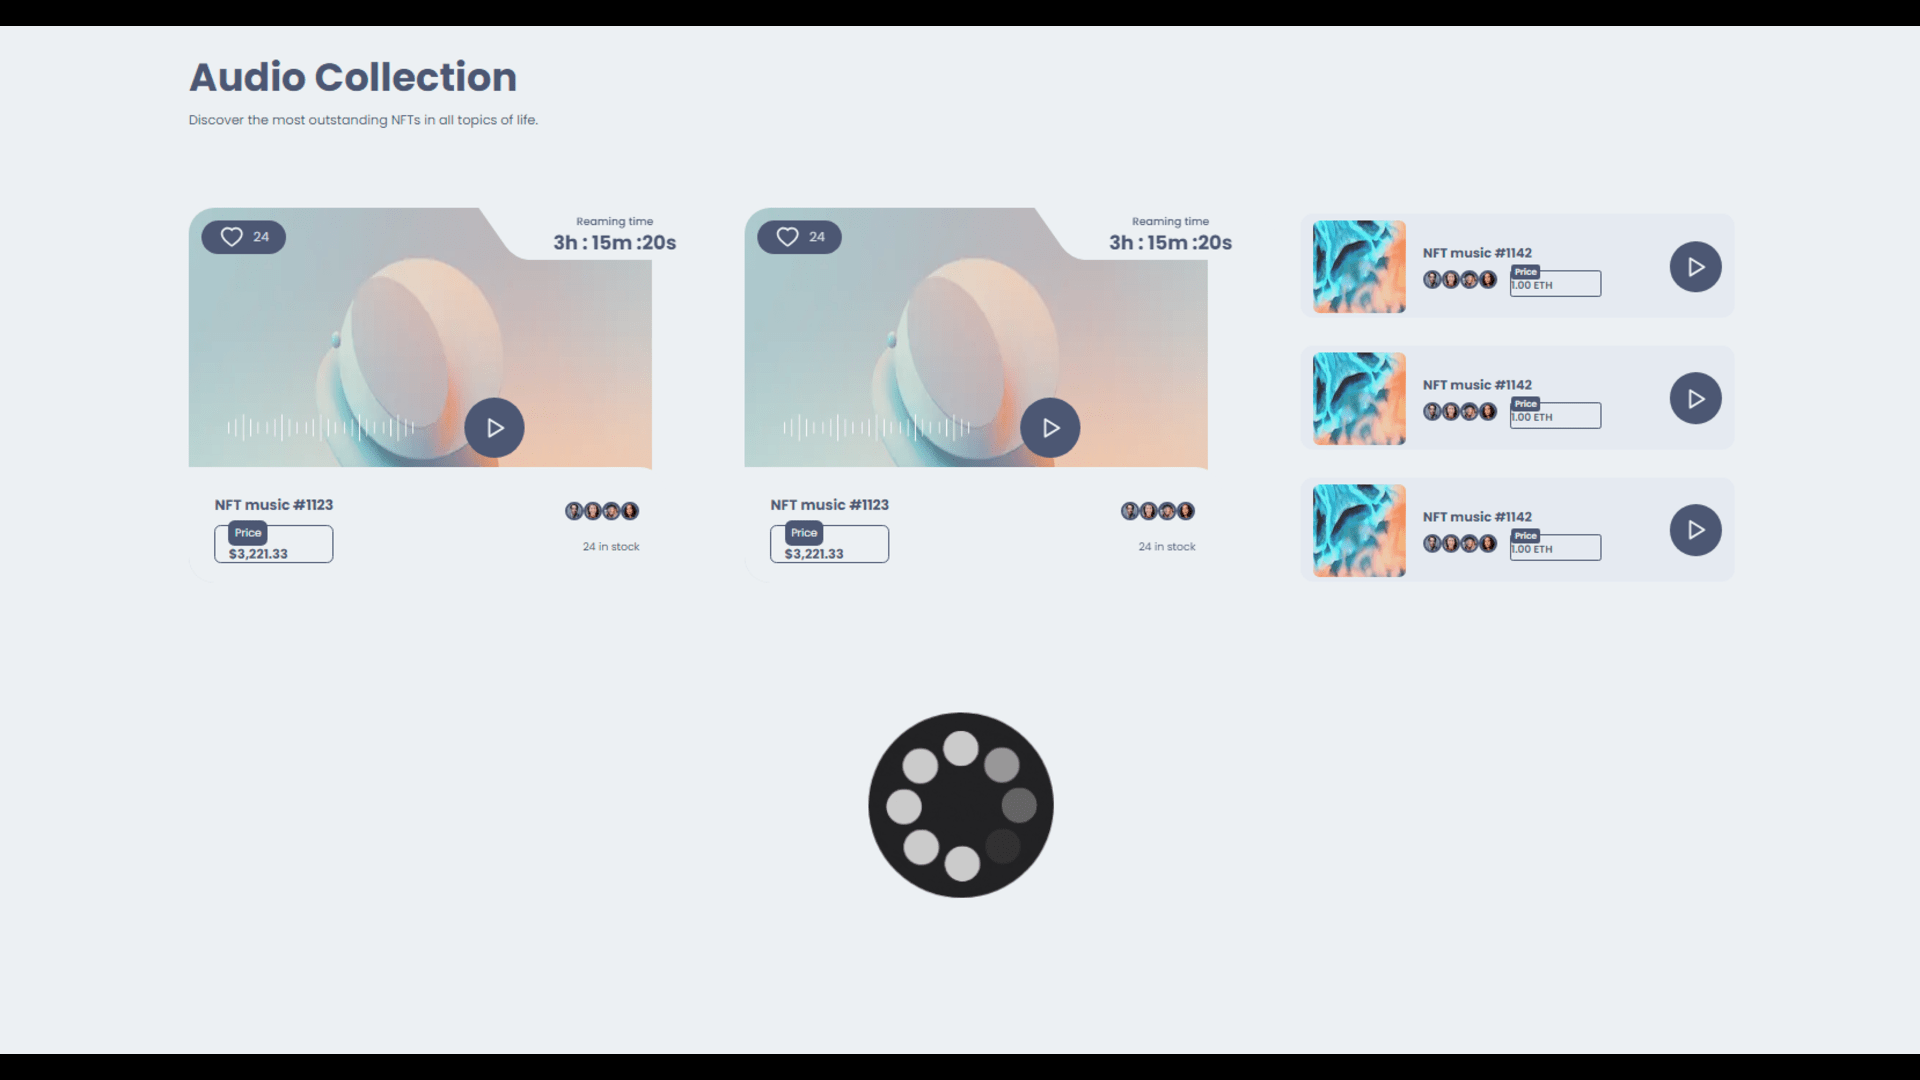 Audio Collection
Discover the most outstanding NFTs in all topics of life.
24
Reaming time
3h : 15m :20s
NFT music #1123
Price
$3,221.33
24 in stock
24
Reaming time
3h : 15m :20s
NFT music #1123
Price
$3,221.33
24 in stock
NFT music #1142
Price
1.00 ETH
NFT music #1142
Price
1.00 ETH
NFT music #1142
Price
1.00 ETH